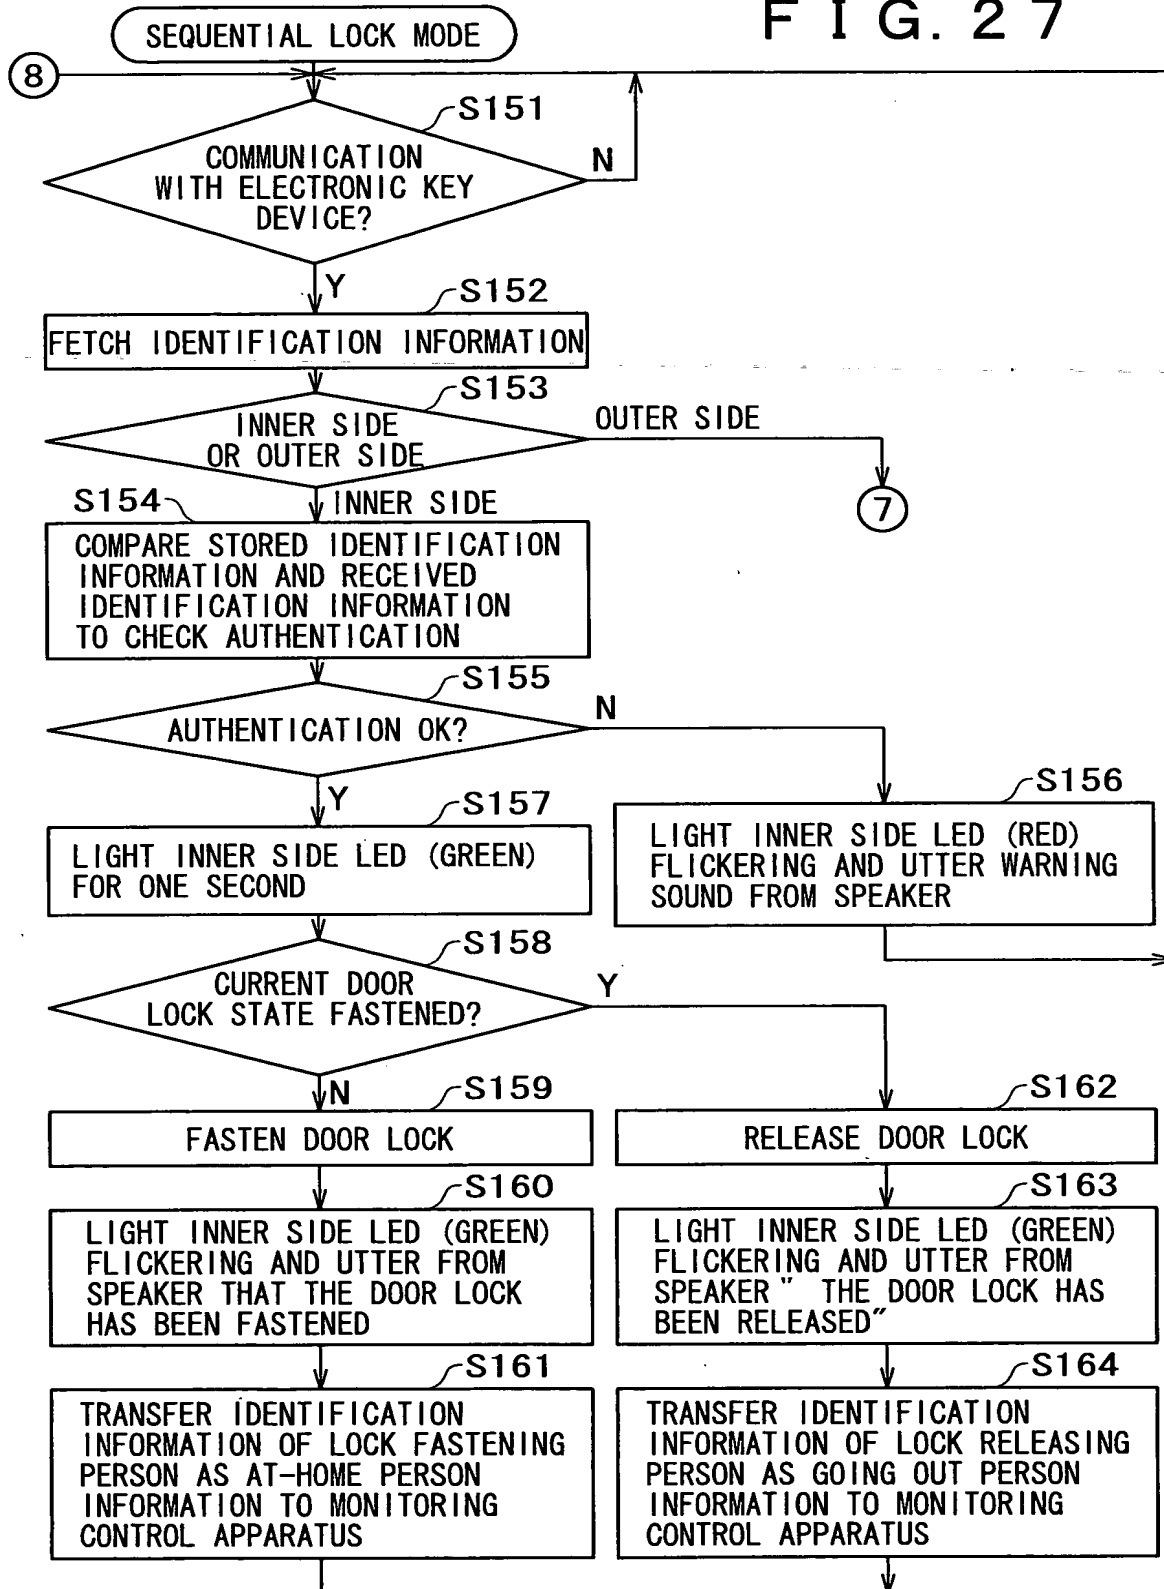 FIG. 27
SEQUENTIAL LOCK MODE
8
S151
COMMUNICATION
WITH ELECTRONIC KEY
DEVICE?
N
Y
S152
FETCH IDENTIFICATION INFORMATION
S153
INNER SIDE
OR OUTER SIDE
OUTER SIDE
7
INNER SIDE
S154
COMPARE STORED IDENTIFICATION
INFORMATION AND RECEIVED
IDENTIFICATION INFORMATION
TO CHECK AUTHENTICATION
S155
AUTHENTICATION OK?
N
Y
S156
LIGHT INNER SIDE LED (RED)
FLICKERING AND UTTER WARNING
SOUND FROM SPEAKER
S157
LIGHT INNER SIDE LED (GREEN)
FOR ONE SECOND
S158
CURRENT DOOR
LOCK STATE FASTENED?
Y
N
S159
FASTEN DOOR LOCK
S162
RELEASE DOOR LOCK
S160
LIGHT INNER SIDE LED (GREEN)
FLICKERING AND UTTER FROM
SPEAKER THAT THE DOOR LOCK
HAS BEEN FASTENED
S163
LIGHT INNER SIDE LED (GREEN)
FLICKERING AND UTTER FROM
SPEAKER " THE DOOR LOCK HAS
BEEN RELEASED"
S161
TRANSFER IDENTIFICATION
INFORMATION OF LOCK FASTENING
PERSON AS AT-HOME PERSON
INFORMATION TO MONITORING
CONTROL APPARATUS
S164
TRANSFER IDENTIFICATION
INFORMATION OF LOCK RELEASING
PERSON AS GOING OUT PERSON
INFORMATION TO MONITORING
CONTROL APPARATUS